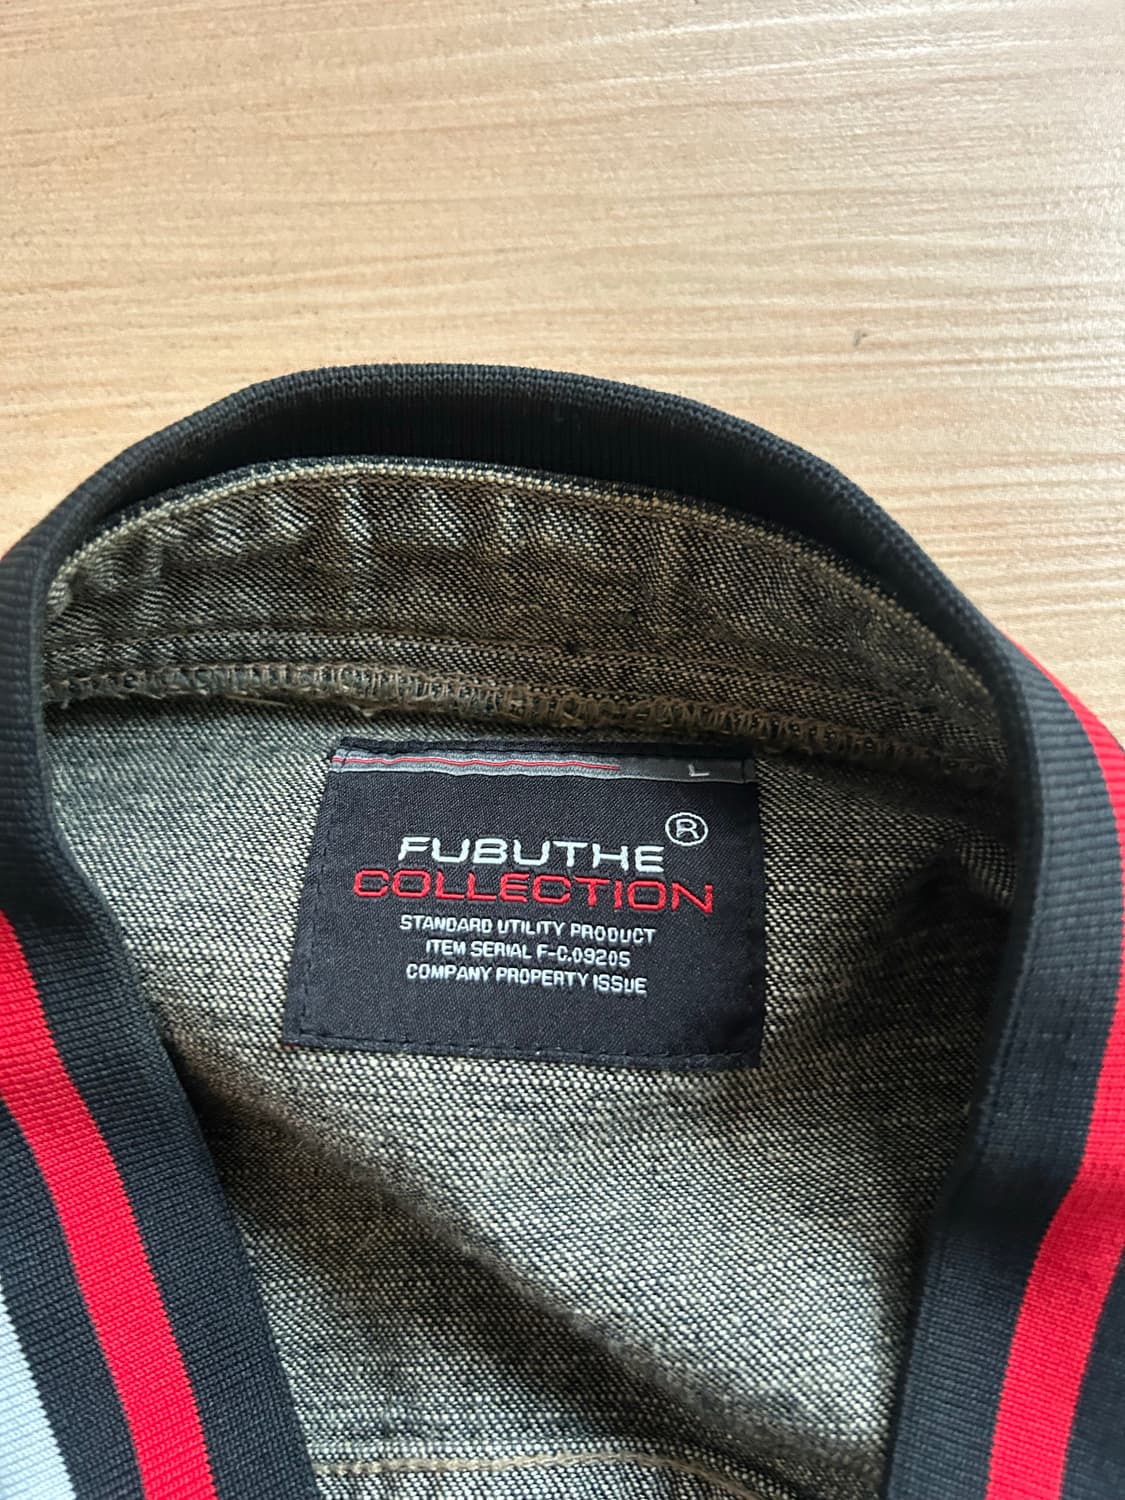 L
FUBUTHE ®
COLLECTION
STANDARD UTILITY PRODUCT
ITEM SERIAL F-C.09205
COMPANY PROPERTY ISSUE